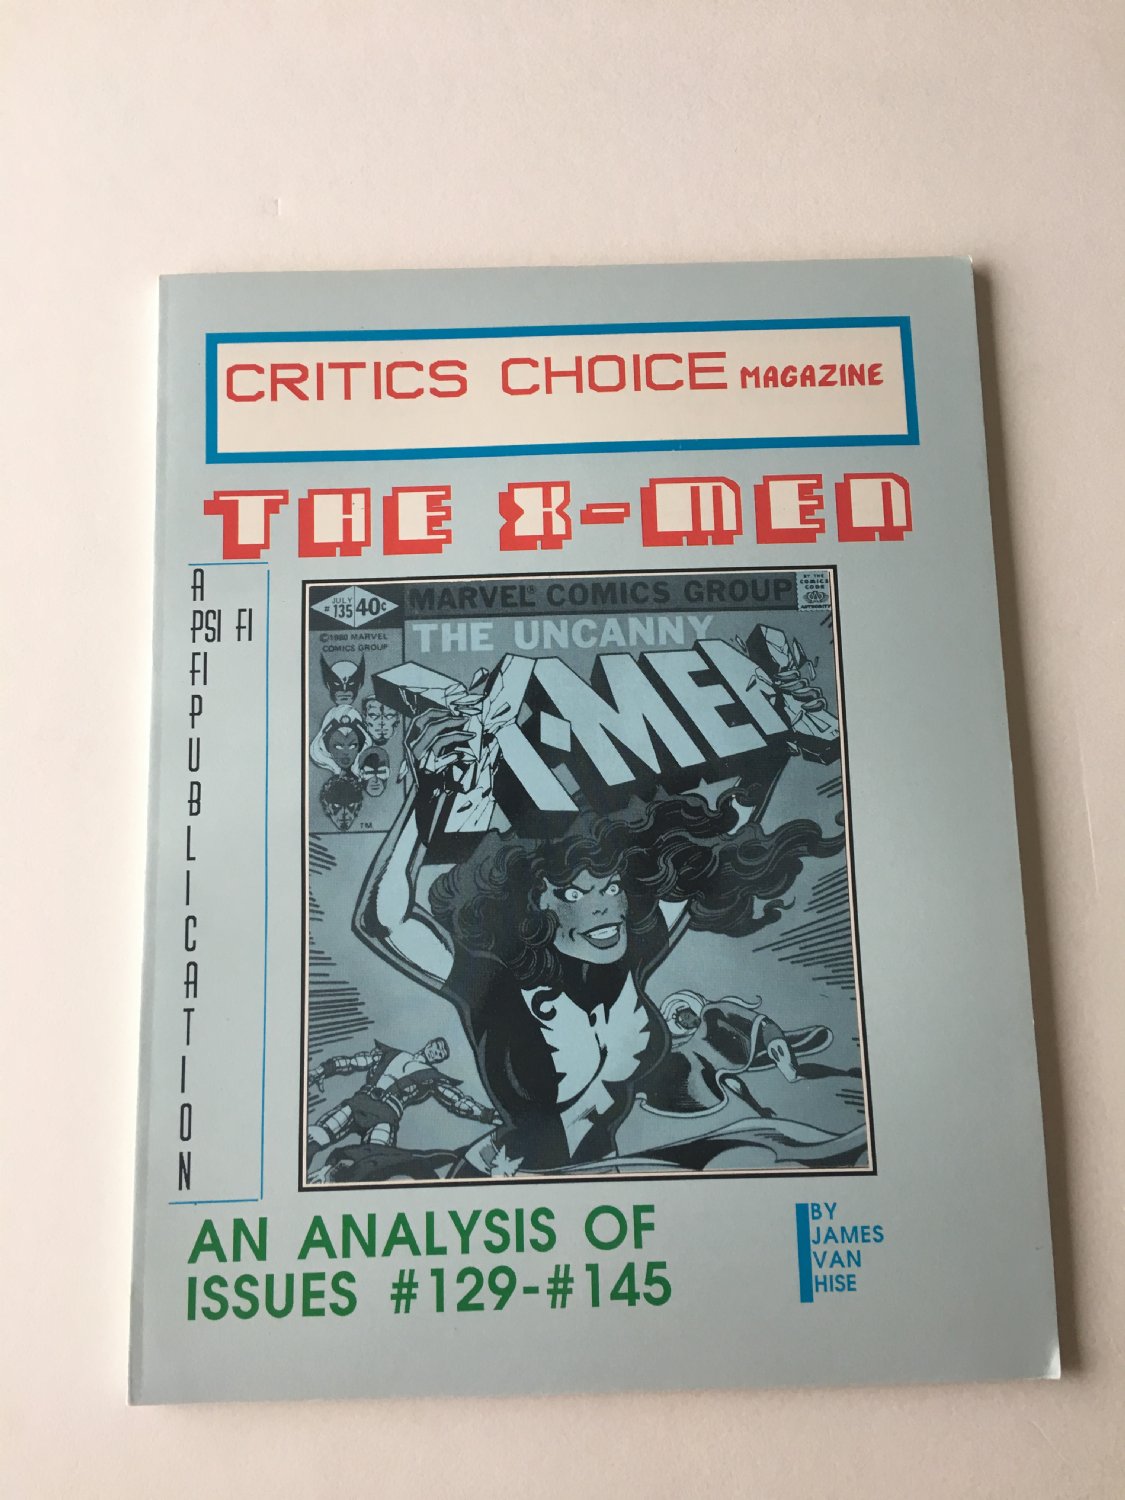 CRITICS CHOICE MAGAZINE
THE X-MEN
A
PSI FI
FI
PUBLICATION
JULY
#135 40¢
©1980 MARVEL
COMICS GROUP
MARVEL® COMICS GROUP
BY THE
COMICS
CODE
AUTHORITY
THE UNCANNY
X-MEN
TM
AN ANALYSIS OF
ISSUES #129-#145
BY
JAMES
VAN
HISE